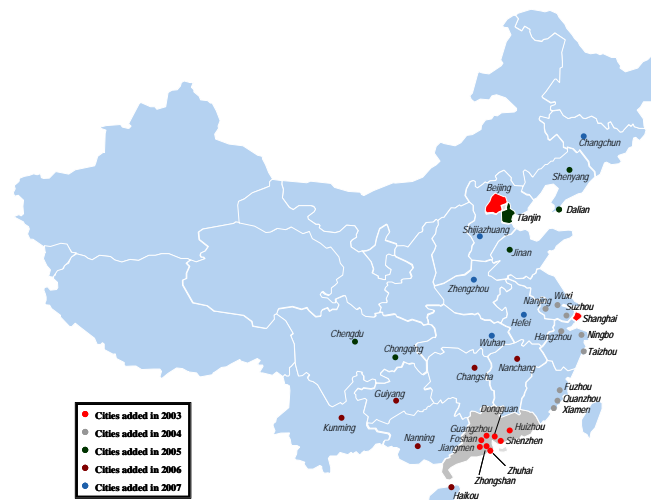 Changchun
Shenyang
Beijing
Dalian
Tianjin
Shijiazhuang
Jinan
Zhengzhou
Wuxi
Nanjing
Suzhou
Shanghai
Hefei
Hangzhou
Ningbo
Wuhan
Taizhou
Chengdu
Chongqing
Changsha
Nanchang
Guiyang
Fuzhou
Quanzhou
Xiamen
Dongguan
Kunming
Guangzhou
Huizhou
Nanning
Foshan
Shenzhen
Jiangmen
Zhuhai
Zhongshan
Haikou
Cities added in 2003
Cities added in 2004
Cities added in 2005
Cities added in 2006
Cities added in 2007